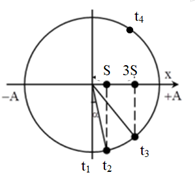 t₄
S 3S x
−A +A
α
t₃
t₁ t₂